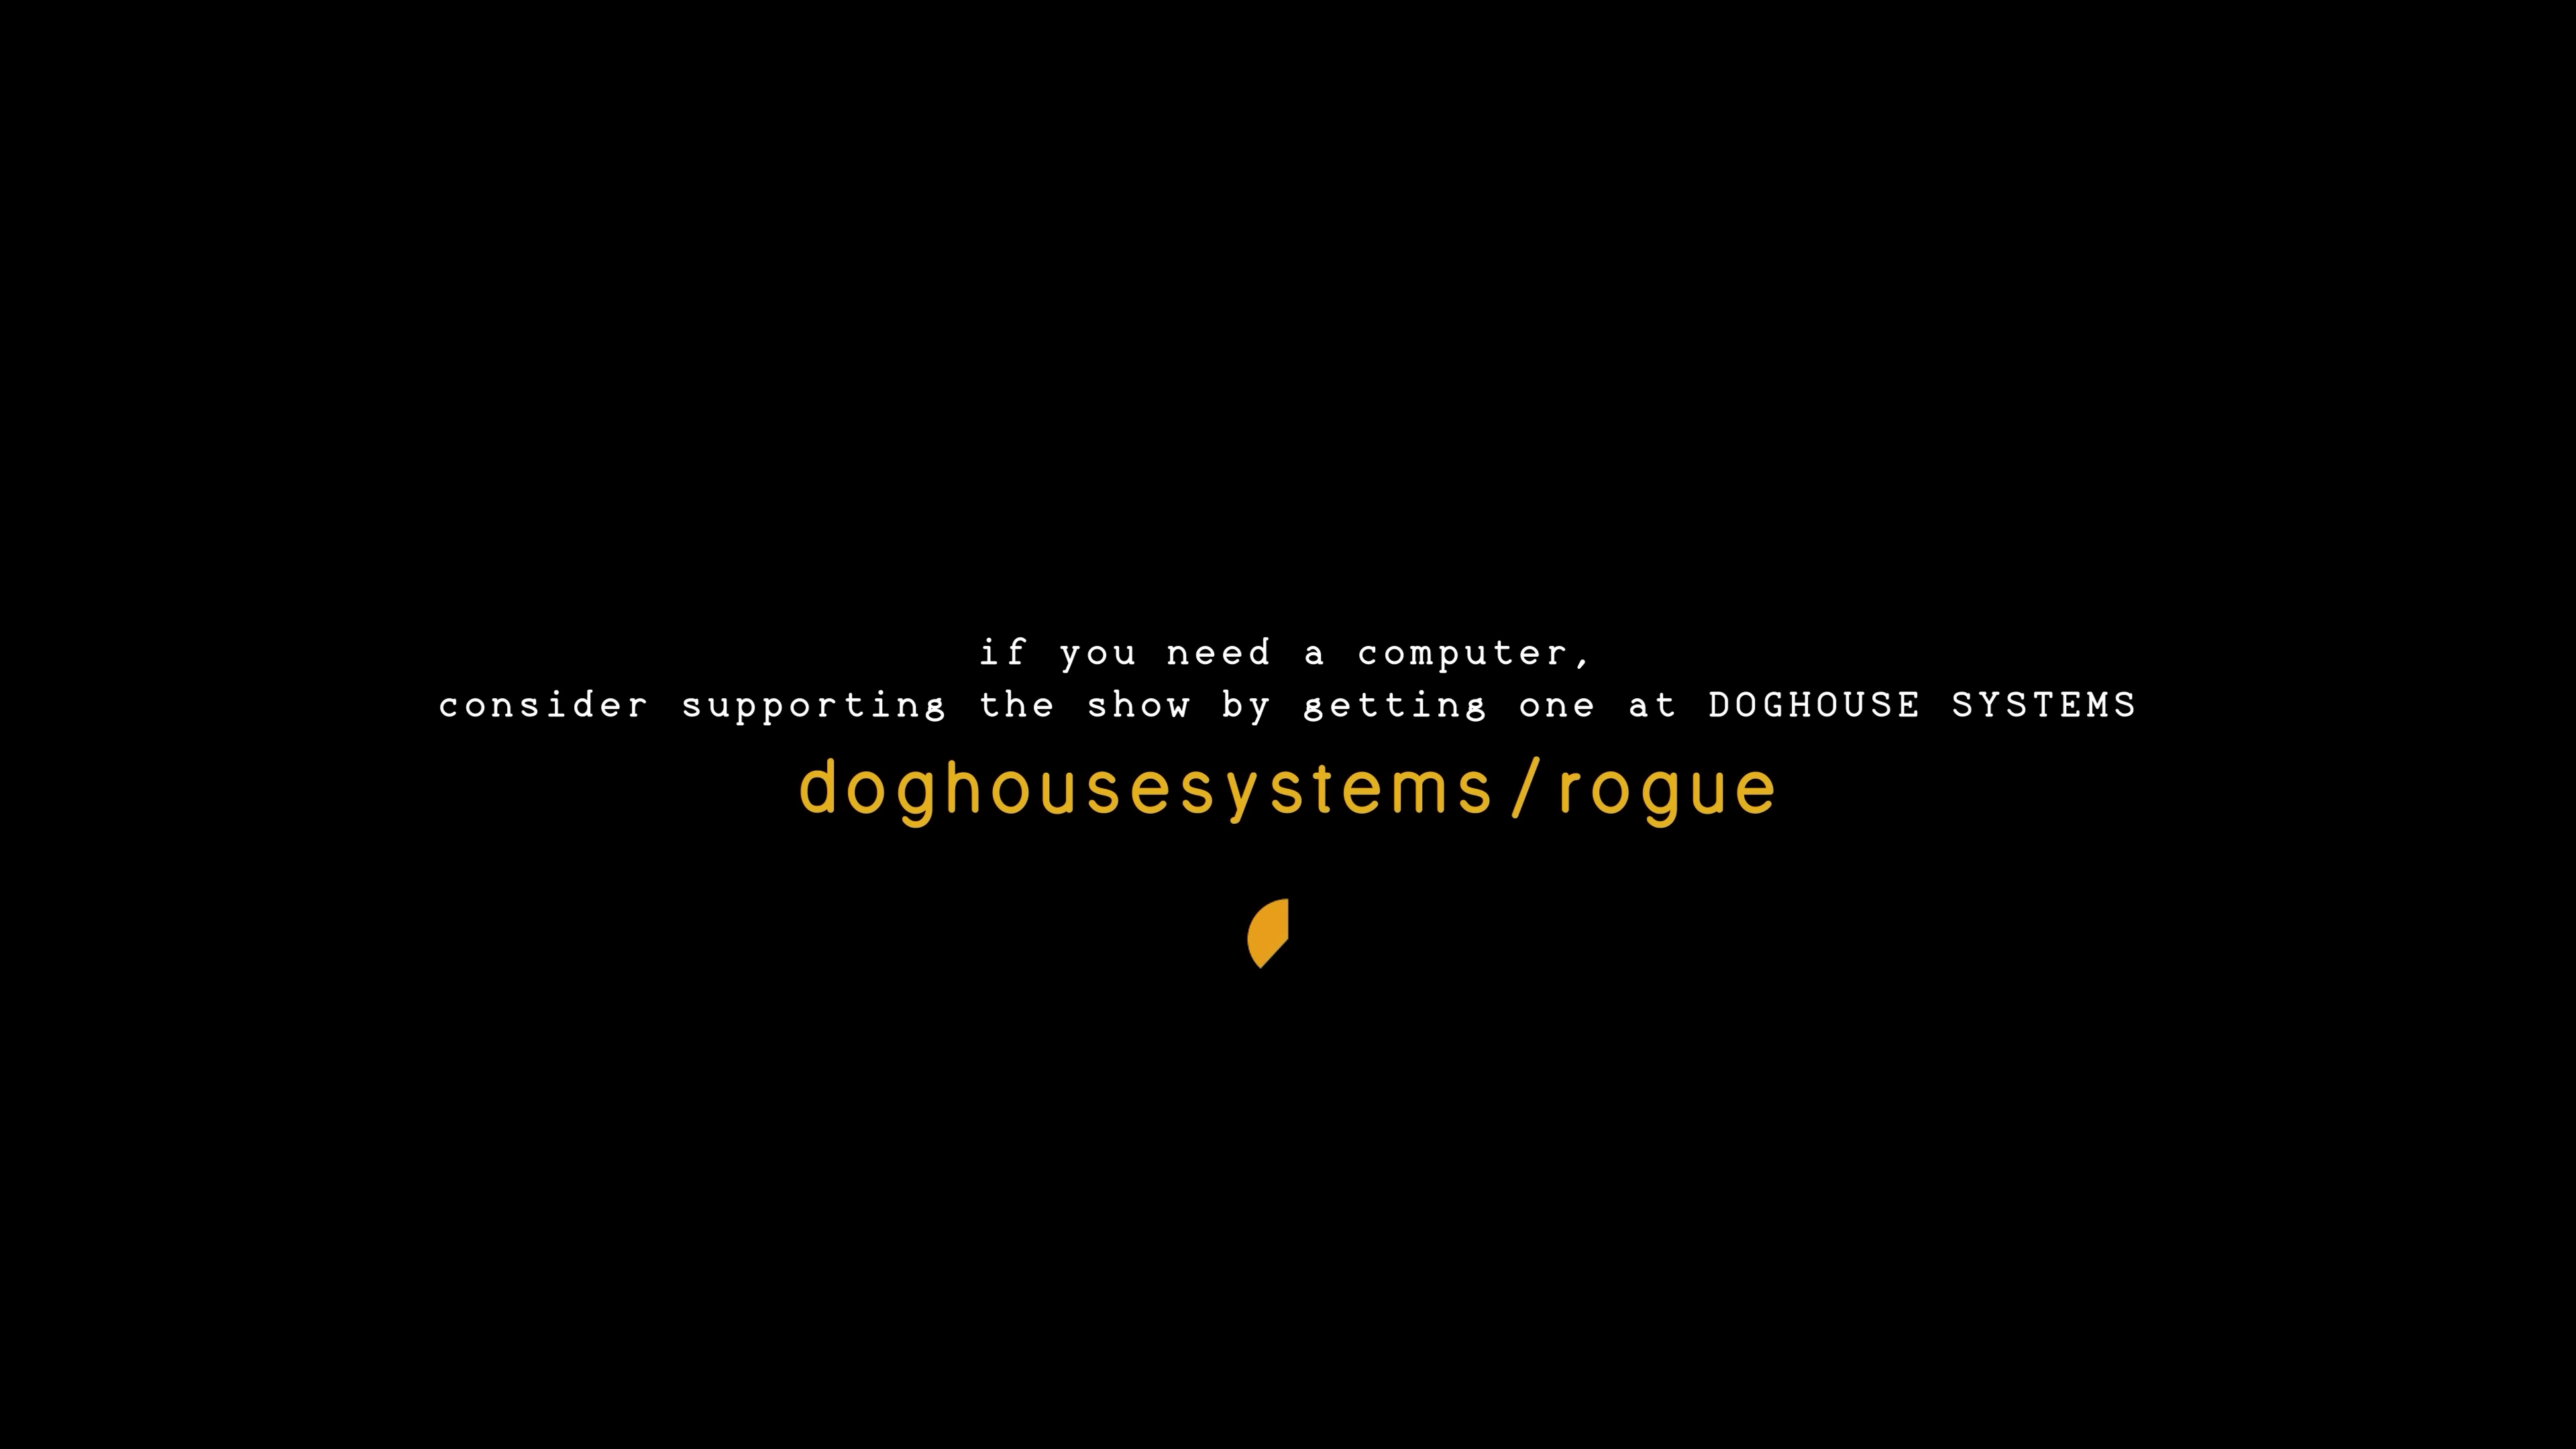 if you need a computer,
consider supporting the show by getting one at DOGHOUSE SYSTEMS
doghousesystems/rogue